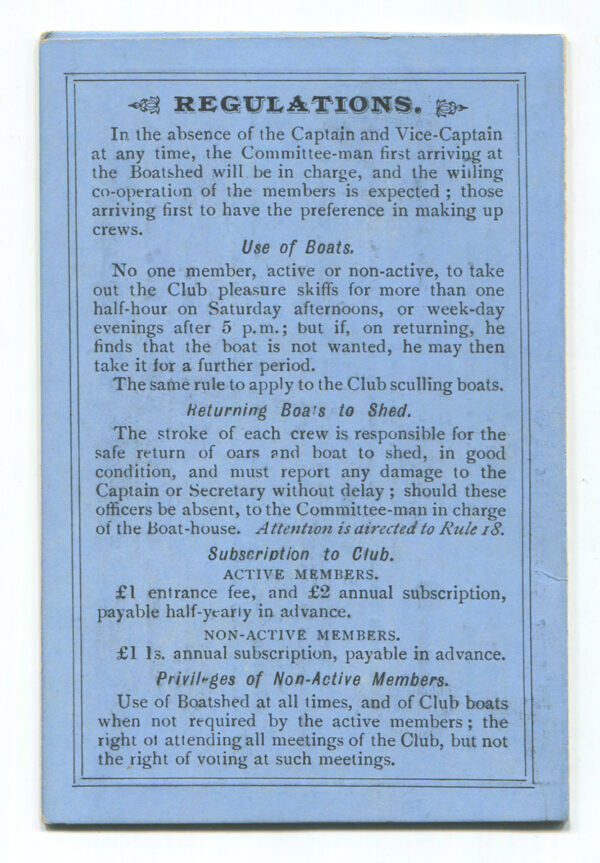 REGULATIONS.
In the absence of the Captain and Vice-Captain
at any time, the Committee-man first arriving at
the Boatshed will be in charge, and the willing
co-operation of the members is expected ; those
arriving first to have the preference in making up
crews.
Use of Boats.
No one member, active or non-active, to take
out the Club pleasure skiffs for more than one
half-hour on Saturday afternoons, or week-day
evenings after 5 p.m.; but if, on returning, he
finds that the boat is not wanted, he may then
take it for a further period.
The same rule to apply to the Club sculling boats.
Returning Boats to Shed.
The stroke of each crew is responsible for the
safe return of oars and boat to shed, in good
condition, and must report any damage to the
Captain or Secretary without delay ; should these
officers be absent, to the Committee-man in charge
of the Boat-house. Attention is directed to Rule 18.
Subscription to Club.
ACTIVE MEMBERS.
£1 entrance fee, and £2 annual subscription,
payable half-yearly in advance.
NON-ACTIVE MEMBERS.
£1 1s. annual subscription, payable in advance.
Privileges of Non-Active Members.
Use of Boatshed at all times, and of Club boats
when not required by the active members ; the
right of attending all meetings of the Club, but not
the right of voting at such meetings.